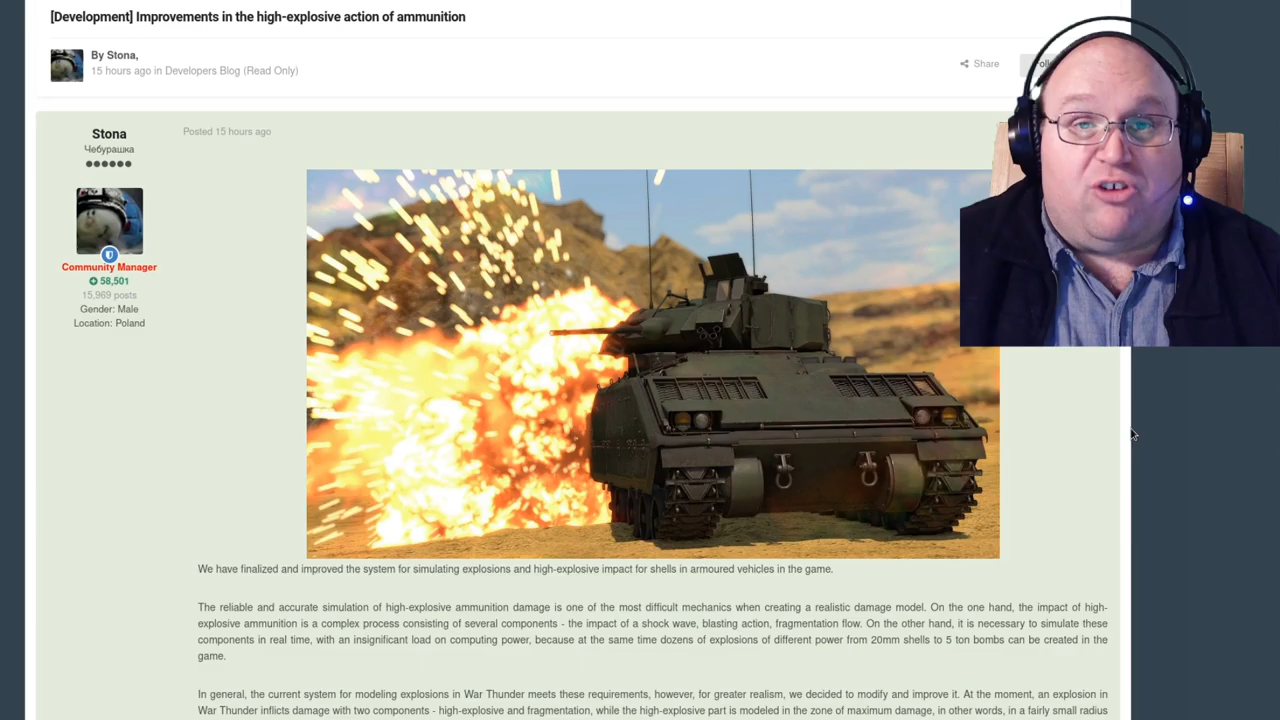 [Development] Improvements in the high-explosive action of ammunition
By Stona,
15 hours ago in Developers Blog (Read Only)
Share
Stona
Чебурашка
Posted 15 hours ago
Community Manager
58,501
15,969 posts
Gender: Male
Location: Poland
We have finalized and improved the system for simulating explosions and high-explosive impact for shells in armoured vehicles in the game.
The reliable and accurate simulation of high-explosive ammunition damage is one of the most difficult mechanics when creating a realistic damage model. On the one hand, the impact of high-
explosive ammunition is a complex process consisting of several components - the impact of a shock wave, blasting action, fragmentation flow. On the other hand, it is necessary to simulate these
components in real time, with an insignificant load on computing power, because at the same time dozens of explosions of different power from 20mm shells to 5 ton bombs can be created in the
game.
In general, the current system for modeling explosions in War Thunder meets these requirements, however, for greater realism, we decided to modify and improve it. At the moment, an explosion in
War Thunder inflicts damage with two components - high-explosive and fragmentation, while the high-explosive part is modeled in the zone of maximum damage, in other words, in a fairly small radius